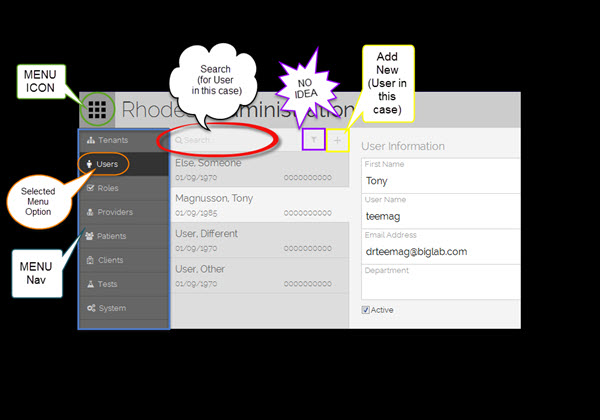 MENU
ICON
Search
(for User
in this case)
NO
IDEA
Add
New
(User in
this
case)
Rhode ministration
Tenants
Users
Roles
Providers
Patients
Clients
Tests
System
Selected
Menu
Option
MENU
Nav
Search
Else, Someone
01/09/1970 0000000000
Magnusson, Tony
01/09/1985 0000000000
User, Different
01/09/1970 0000000000
User, Other
01/09/1970 0000000000
User Information
First Name
Tony
User Name
teemag
Email Address
drteemag@biglab.com
Department
Active